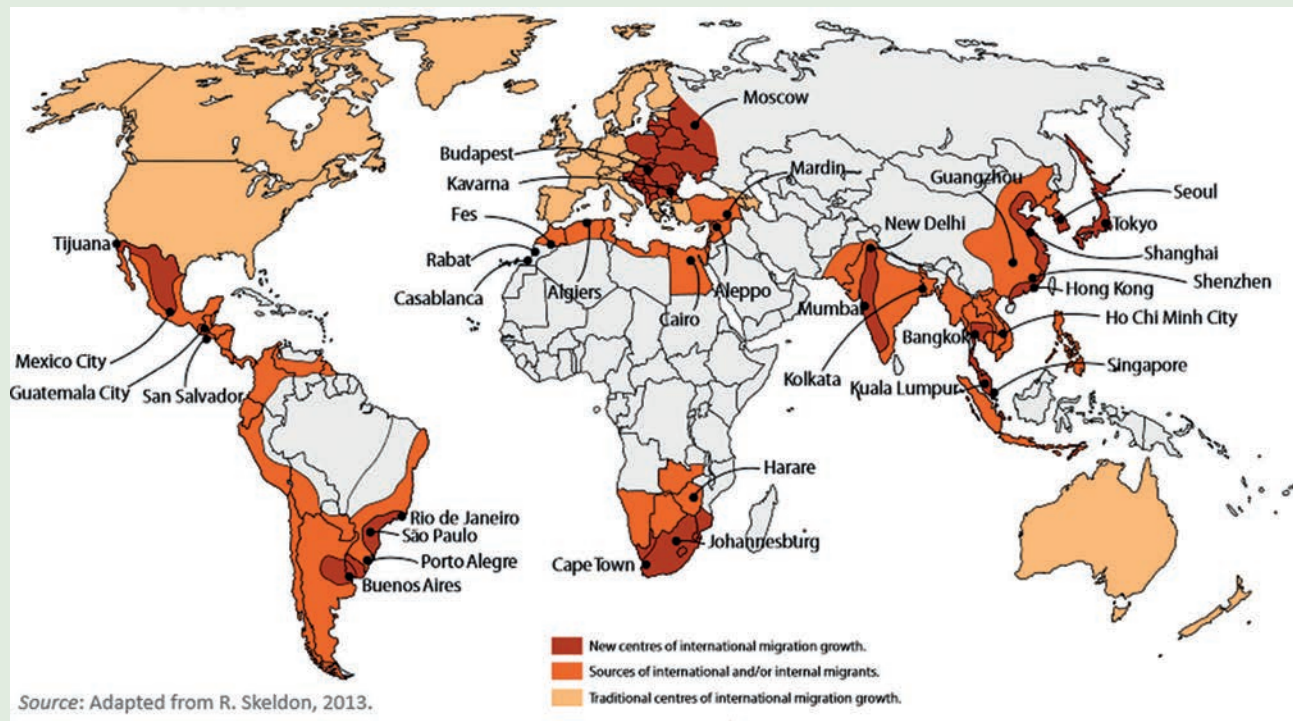 Moscow
Budapest
Mardin
Kavarna
Guangzhou
Fes
New Delhi
Seoul
Tijuana
Tokyo
Rabat
Shanghai
Casablanca
Algiers
Aleppo
Shenzhen
Cairo
Mumbai
Hong Kong
Bangkok
Ho Chi Minh City
Mexico City
Kolkata
Singapore
Guatemala City
San Salvador
Kuala Lumpur
Harare
Rio de Janeiro
São Paulo
Johannesburg
Porto Alegre
Cape Town
Buenos Aires
New centres of international migration growth.
Sources of international and/or internal migrants.
Traditional centres of international migration growth.
Source: Adapted from R. Skeldon, 2013.